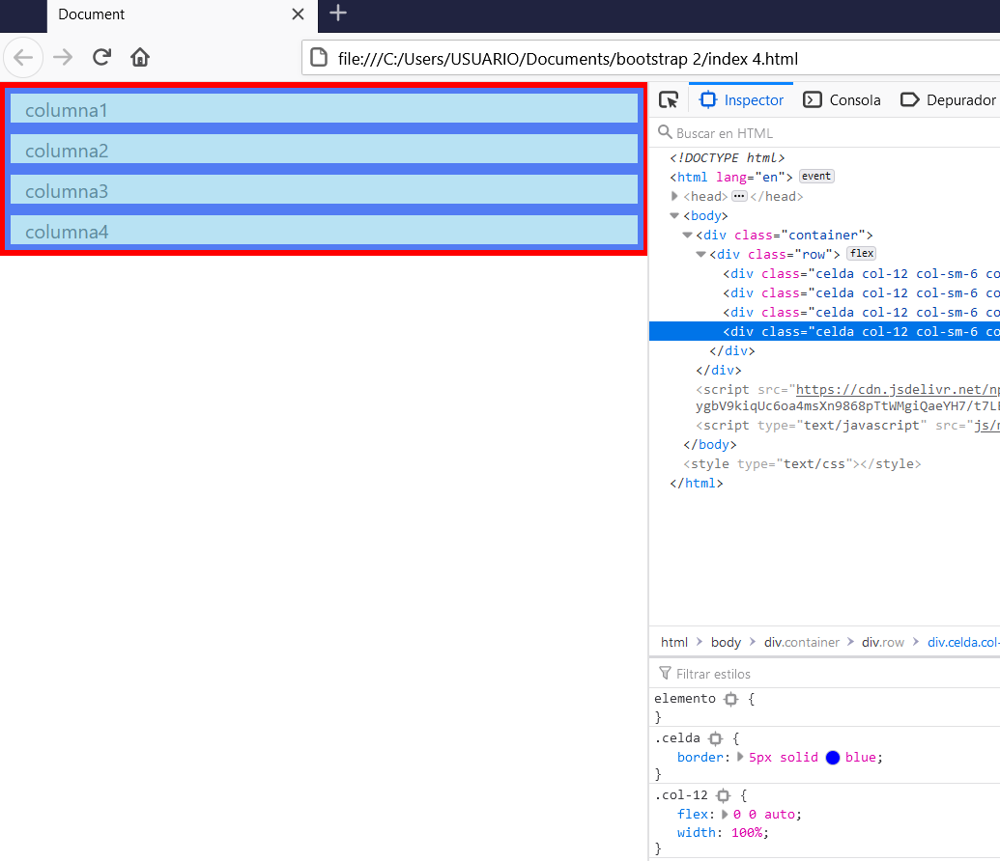 Document
file:///C:/Users/USUARIO/Documents/bootstrap 2/index 4.html
columna1
columna2
columna3
columna4
Inspector Consola Depurador
Buscar en HTML
<!DOCTYPE html>
<html lang="en"> event
<head> ••• </head>
<body>
<div class="container">
<div class="row"> flex
<div class="celda col-12 col-sm-6 co
<div class="celda col-12 col-sm-6 co
<div class="celda col-12 col-sm-6 co
<div class="celda col-12 col-sm-6 co
</div>
</div>
<script src="https://cdn.jsdelivr.net/np
ygbV9kiqUc6oa4msXn9868pTtWMgiQaeYH7/t7LE
<script type="text/javascript" src="js/
</body>
<style type="text/css"></style>
</html>
html > body > div.container > div.row > div.celda.col-
Filtrar estilos
elemento {
}
.celda {
border: 5px solid blue;
}
.col-12 {
flex: 0 0 auto;
width: 100%;
}